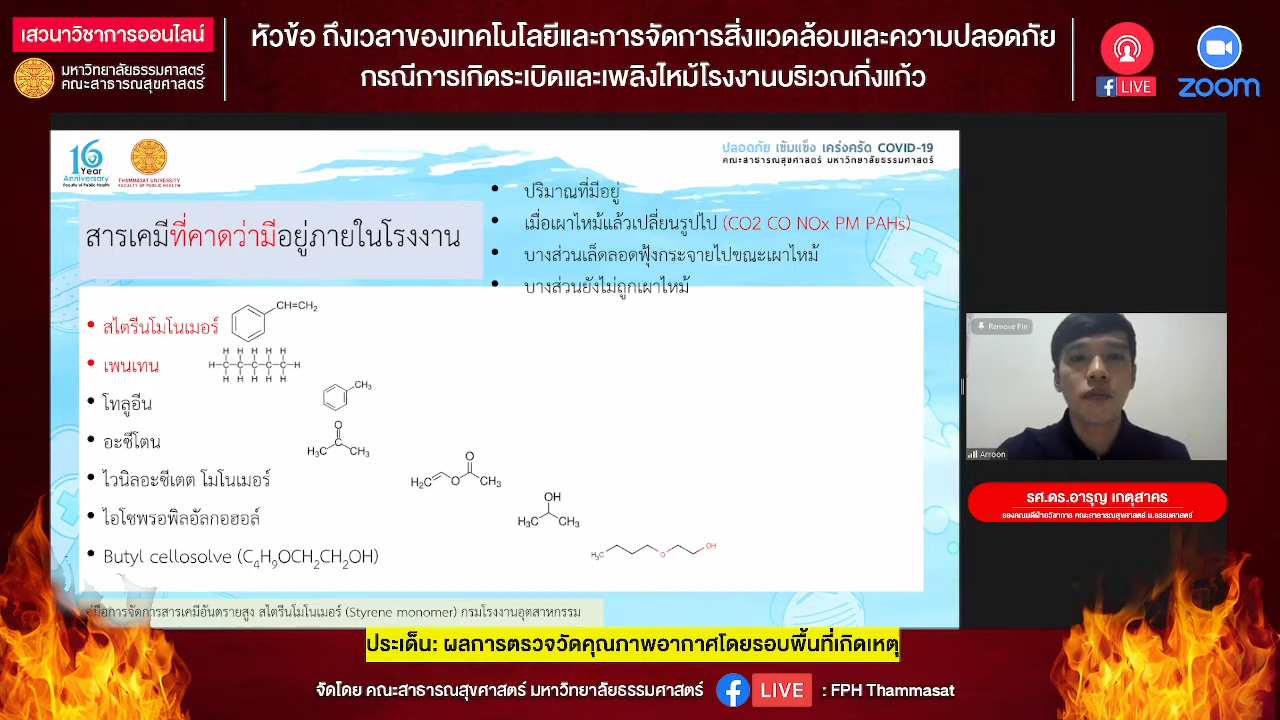 เสวนาวิชาการออนไลน์
มหาวิทยาลัยธรรมศาสตร์
คณะสาธารณสุขศาสตร์
หัวข้อ ถึงเวลาของเทคโนโลยีและการจัดการสิ่งแวดล้อมและความปลอดภัย
กรณีการเกิดระเบิดและเพลิงไหม้โรงงานบริเวณกิ่งแก้ว
LIVE
zoom
16
Year
Anniversary
Faculty of Public Health
THAMMASAT UNIVERSITY
FACULTY OF PUBLIC HEALTH
ปลอดภัย เข้มแข็ง เคร่งครัด COVID-19
คณะสาธารณสุขศาสตร์ มหาวิทยาลัยธรรมศาสตร์
สารเคมีที่คาดว่ามีอยู่ภายในโรงงาน
• ปริมาณที่มีอยู่
• เมื่อเผาไหม้แล้วเปลี่ยนรูปไป (CO2 CO NOx PM PAHs)
• บางส่วนเล็ดลอดฟุ้งกระจายไปขณะเผาไหม้
• บางส่วนยังไม่ถูกเผาไหม้
• สไตรีนโมโนเมอร์
CH=CH₂
• เพนเทน
H H H H H
H-C-C-C-C-C-H
H H H H H
• โทลูอีน
CH₃
• อะซีโตน
O
H₃C CH₃
• ไวนิลอะซีเตต โมโนเมอร์
O
H₂C O CH₃
• ไอโซพรอพิลอัลกอฮอล์
OH
H₃C CH₃
• Butyl cellosolve (C₄H₉OCH₂CH₂OH)
H₃C O OH
คู่มือการจัดการสารเคมีอันตรายสูง สไตรีนโมโนเมอร์ (Styrene monomer) กรมโรงงานอุตสาหกรรม
Remove Pin
Arroon
รศ.ดร.อารุญ เกตุสาคร
รองคณบดีฝ่ายวิชาการ คณะสาธารณสุขศาสตร์ ม.ธรรมศาสตร์
ประเด็น: ผลการตรวจวัดคุณภาพอากาศโดยรอบพื้นที่เกิดเหตุ
จัดโดย คณะสาธารณสุขศาสตร์ มหาวิทยาลัยธรรมศาสตร์ LIVE : FPH Thammasat